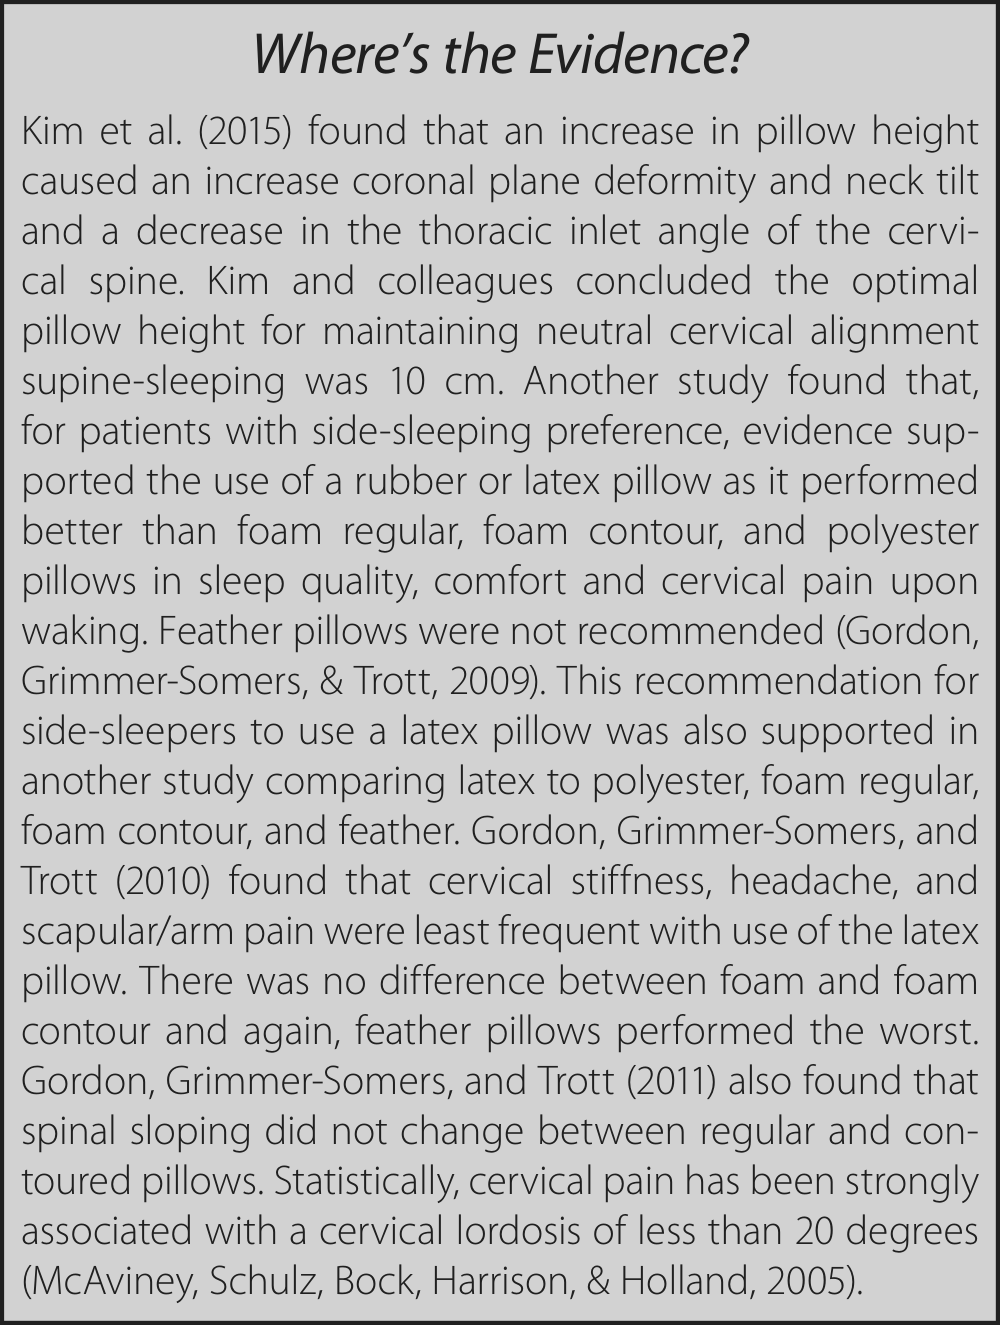 Where’s the Evidence?
Kim et al. (2015) found that an increase in pillow height
caused an increase coronal plane deformity and neck tilt
and a decrease in the thoracic inlet angle of the cervi-
cal spine. Kim and colleagues concluded the optimal
pillow height for maintaining neutral cervical alignment
supine-sleeping was 10 cm. Another study found that,
for patients with side-sleeping preference, evidence sup-
ported the use of a rubber or latex pillow as it performed
better than foam regular, foam contour, and polyester
pillows in sleep quality, comfort and cervical pain upon
waking. Feather pillows were not recommended (Gordon,
Grimmer-Somers, & Trott, 2009). This recommendation for
side-sleepers to use a latex pillow was also supported in
another study comparing latex to polyester, foam regular,
foam contour, and feather. Gordon, Grimmer-Somers, and
Trott (2010) found that cervical stiffness, headache, and
scapular/arm pain were least frequent with use of the latex
pillow. There was no difference between foam and foam
contour and again, feather pillows performed the worst.
Gordon, Grimmer-Somers, and Trott (2011) also found that
spinal sloping did not change between regular and con-
toured pillows. Statistically, cervical pain has been strongly
associated with a cervical lordosis of less than 20 degrees
(McAviney, Schulz, Bock, Harrison, & Holland, 2005).